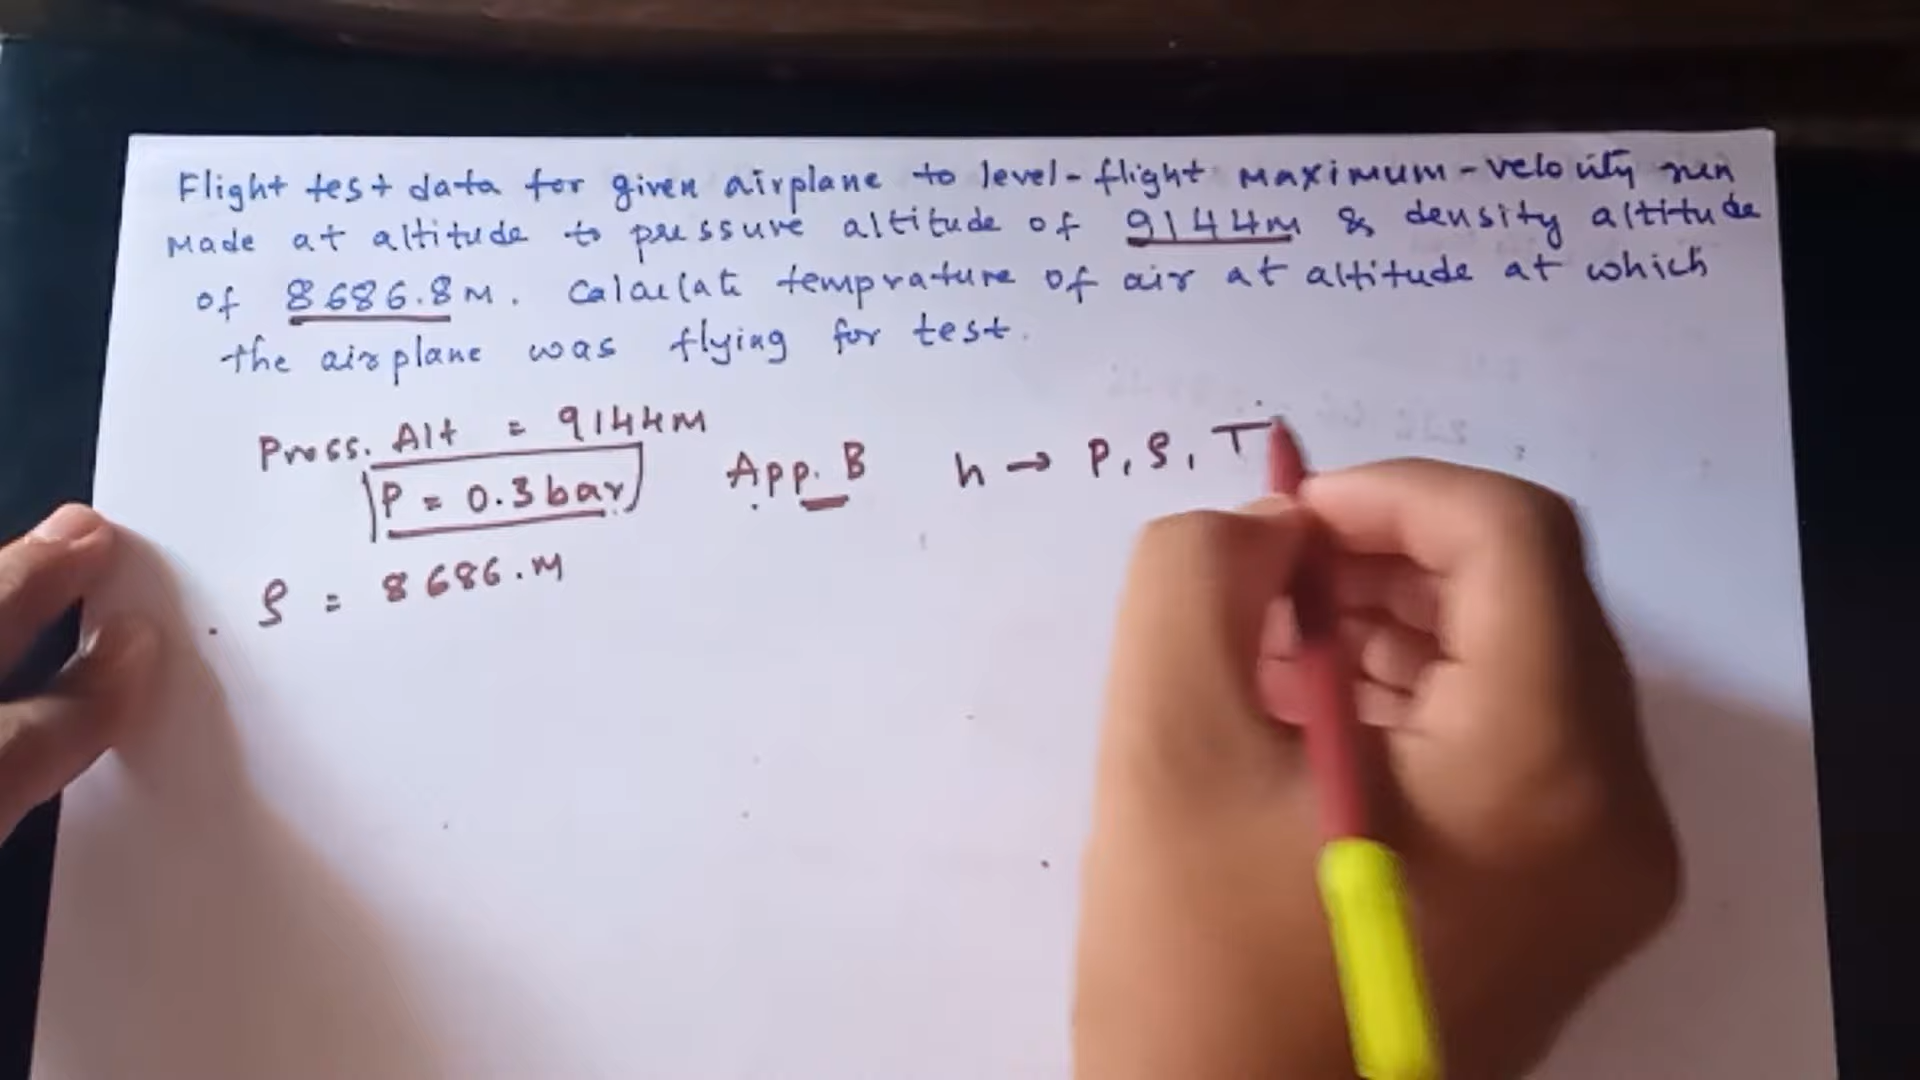 Flight test data for given airplane to level-flight maximum-velocity run
made at altitude to pressure altitude of 9144m & density altitude
of 8686.8m. Calculate temprature of air at altitude at which
the airplane was flying for test.
Press. Alt = 9144m
P = 0.3 bar
App. B
h → P, ρ, T
ρ = 8686.m